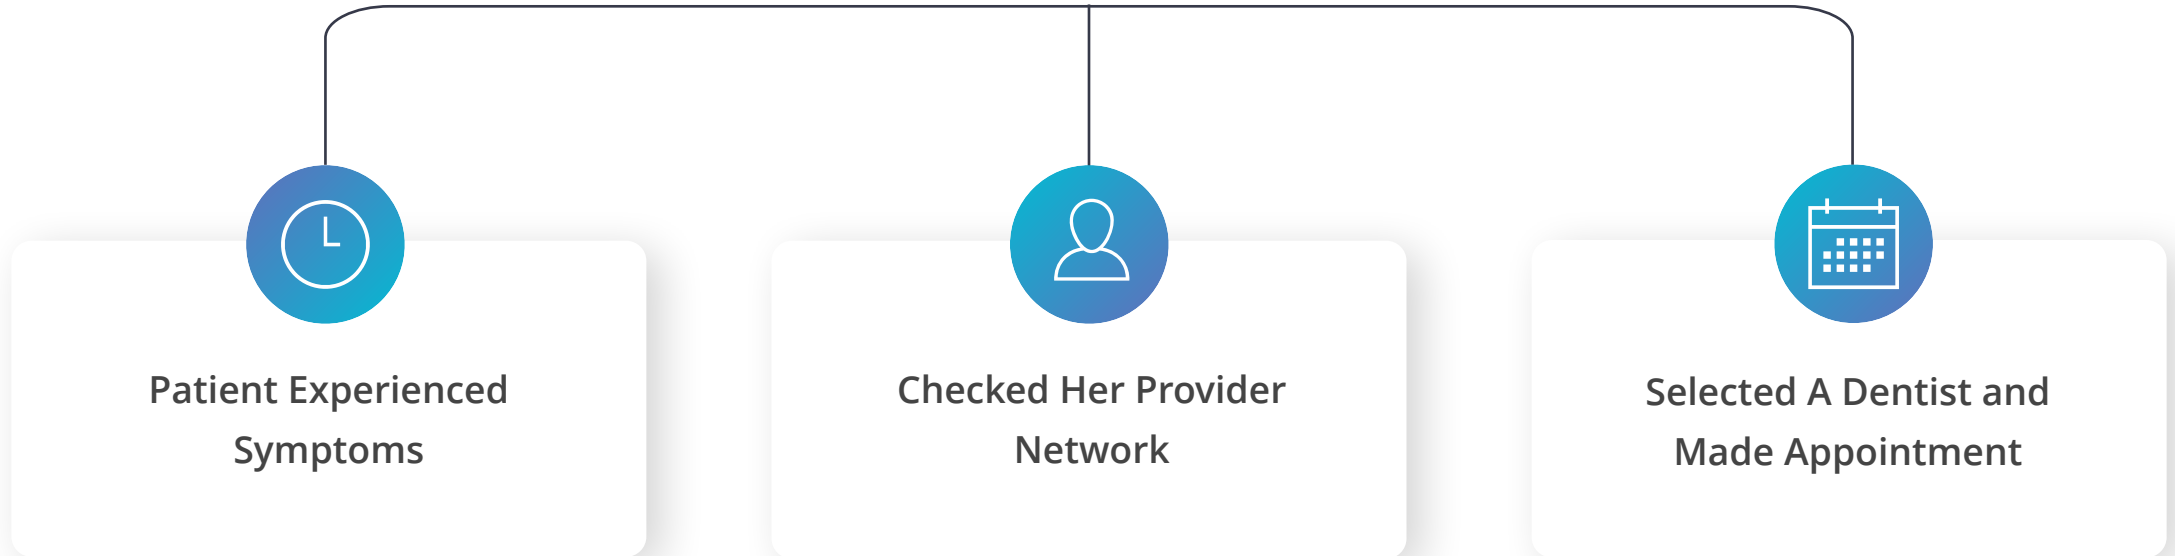 Patient Experienced
Symptoms
Checked Her Provider
Network
Selected A Dentist and
Made Appointment